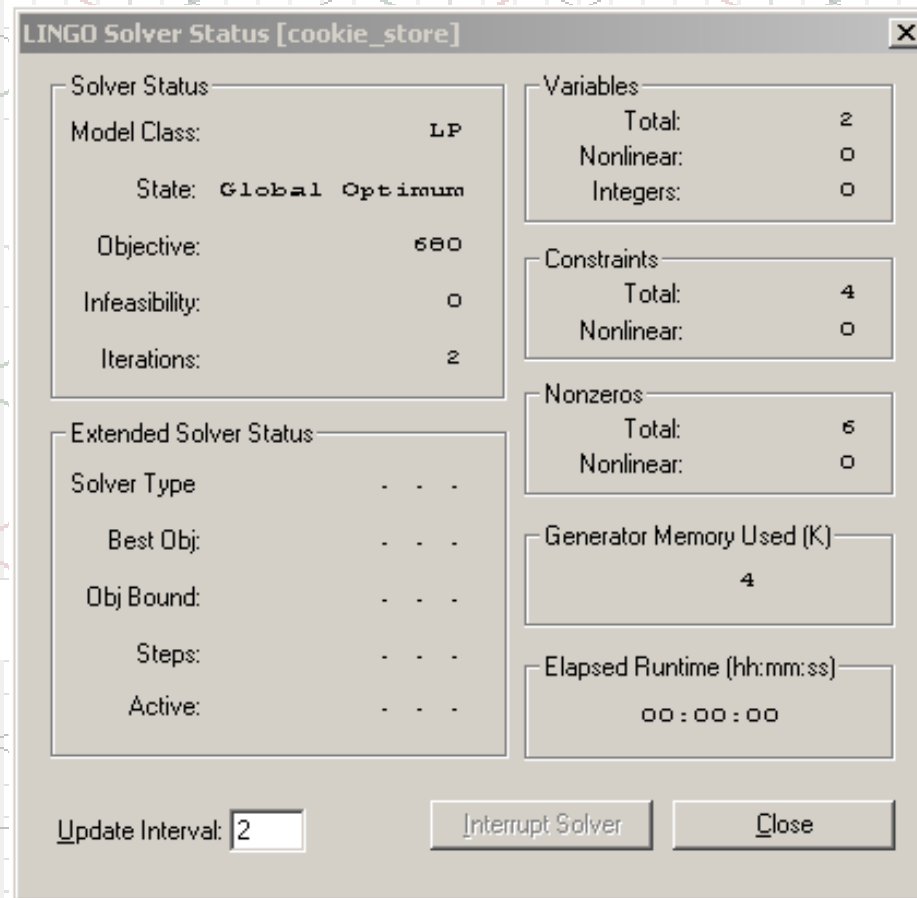 LINGO Solver Status [cookie_store]
Solver Status
Model Class: LP
State: Global Optimum
Objective: 680
Infeasibility: 0
Iterations: 2
Extended Solver Status
Solver Type . . .
Best Obj: . . .
Obj Bound: . . .
Steps: . . .
Active: . . .
Variables
Total: 2
Nonlinear: 0
Integers: 0
Constraints
Total: 4
Nonlinear: 0
Nonzeros
Total: 6
Nonlinear: 0
Generator Memory Used (K)
4
Elapsed Runtime (hh:mm:ss)
00:00:00
Update Interval: 2
Interrupt Solver
Close